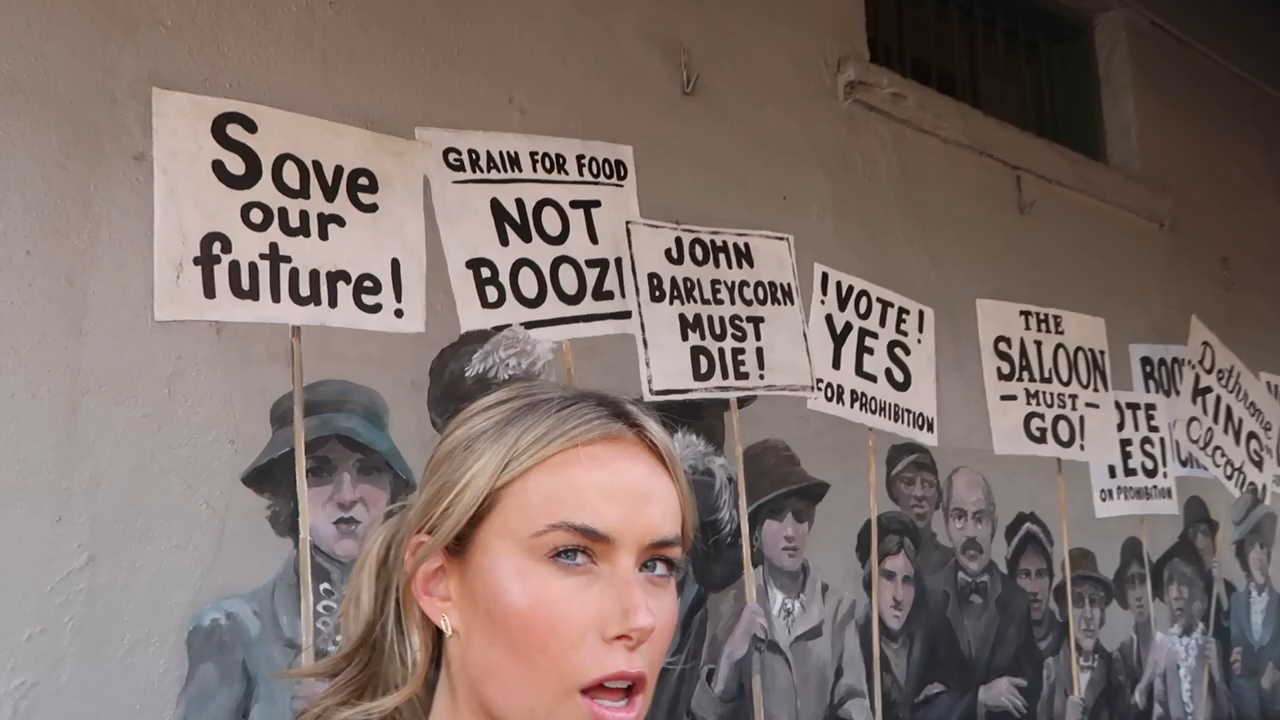 Save
our
future!
GRAIN FOR FOOD
NOT
JOHN
BARLEYCORN
MUST
DIE!
! VOTE!
YES
FOR PROHIBITION
THE
SALOON
- MUST -
GO!
ON PROHIBITION
Dethrone
"KING"
Alcohol